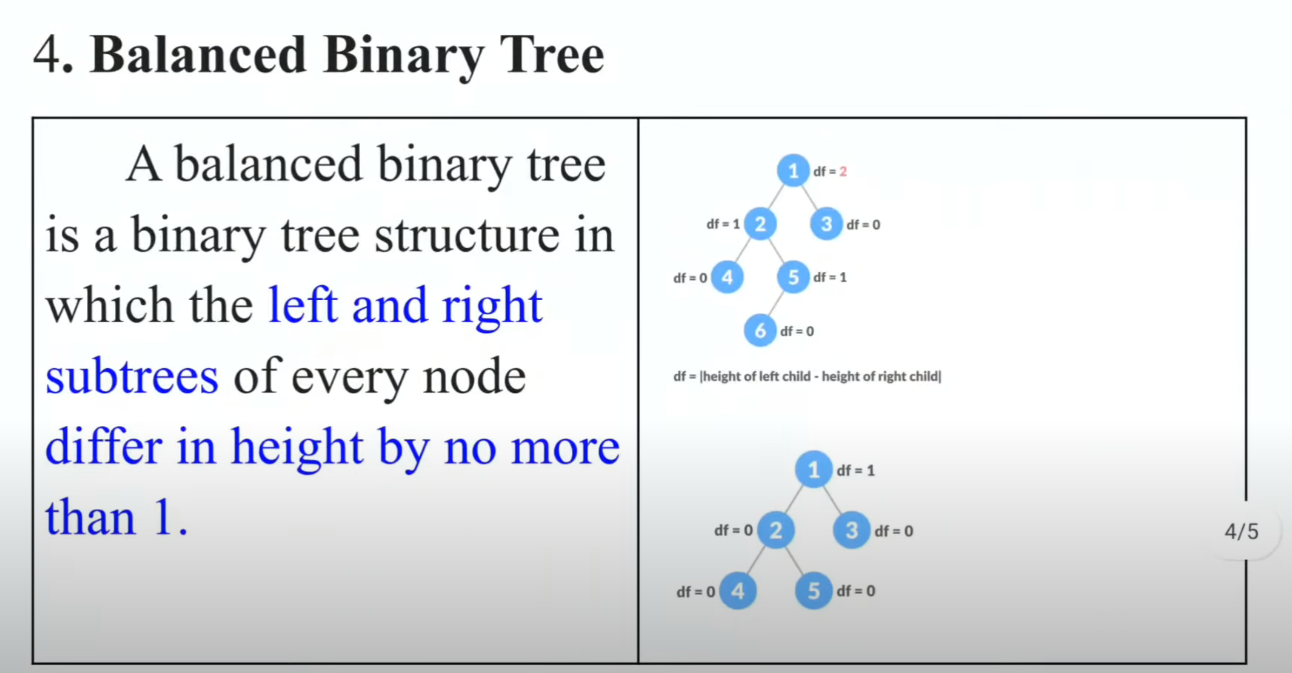 4. Balanced Binary Tree
A balanced binary tree
is a binary tree structure in
which the left and right
subtrees of every node
differ in height by no more
than 1.
1 df = 2
df = 1 2 3 df = 0
df = 0 4 5 df = 1
6 df = 0
df = |height of left child - height of right child|
1 df = 1
df = 0 2 3 df = 0
df = 0 4 5 df = 0
4/5